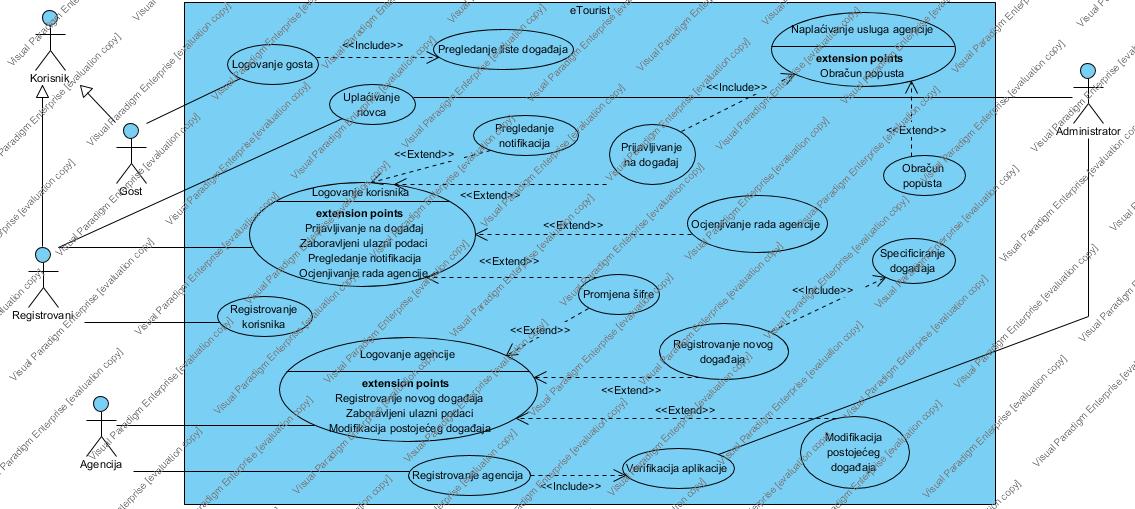 eTourist
Korisnik
Gost
Registrovani
Agencija
Administrator
Logovanje gosta
<<Include>>
Pregledanje liste događaja
Naplaćivanje usluga agencije
extension points
Obračun popusta
Uplaćivanje
novca
Pregledanje
notifikacija
<<Extend>>
Prijavljivanje
na događaj
<<Include>>
<<Extend>>
Obračun
popusta
Logovanje korisnika
extension points
Prijavljivanje na događaj
Zaboravljeni ulazni podaci
Pregledanje notifikacija
Ocjenjivanje rada agencije
<<Extend>>
<<Extend>>
Ocjenjivanje rada agencije
<<Extend>>
Specificiranje
događaja
Promjena šifre
<<Include>>
Registrovanje
korisnika
<<Extend>>
Registrovanje novog
događaja
Logovanje agencije
extension points
Registrovanje novog događaja
Zaboravljeni ulazni podaci
Modifikacija postojećeg događaja
<<Extend>>
<<Extend>>
Modifikacija
postojećeg
događaja
Registrovanje agencija
<<Include>>
Verifikacija aplikacije
Visual Paradigm Enterprise [evaluation copy]